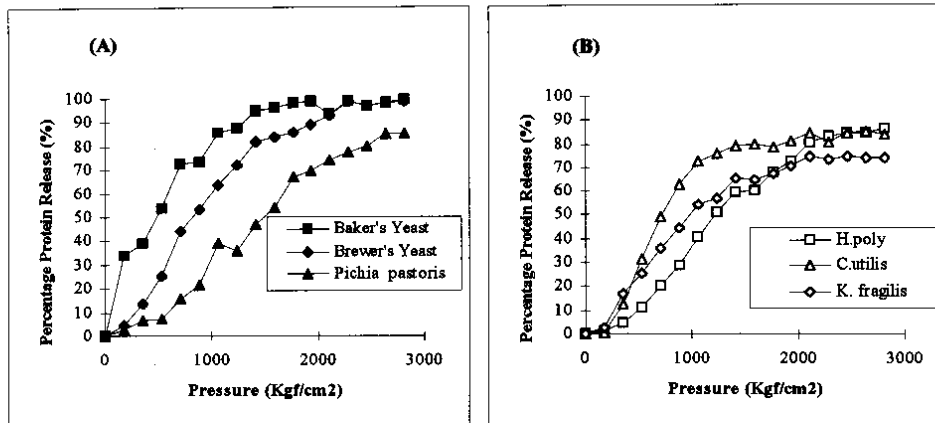 (A)
Percentage Protein Release (%)
100
90
80
70
60
50
40
30
20
10
0
Baker's Yeast
Brewer's Yeast
Pichia pastoris
0 1000 2000 3000
Pressure (Kgf/cm2)
(B)
Percentage Protein Release (%)
100
90
80
70
60
50
40
30
20
10
0
H.poly
C.utilis
K. fragilis
0 1000 2000 3000
Pressure (Kgf/cm2)